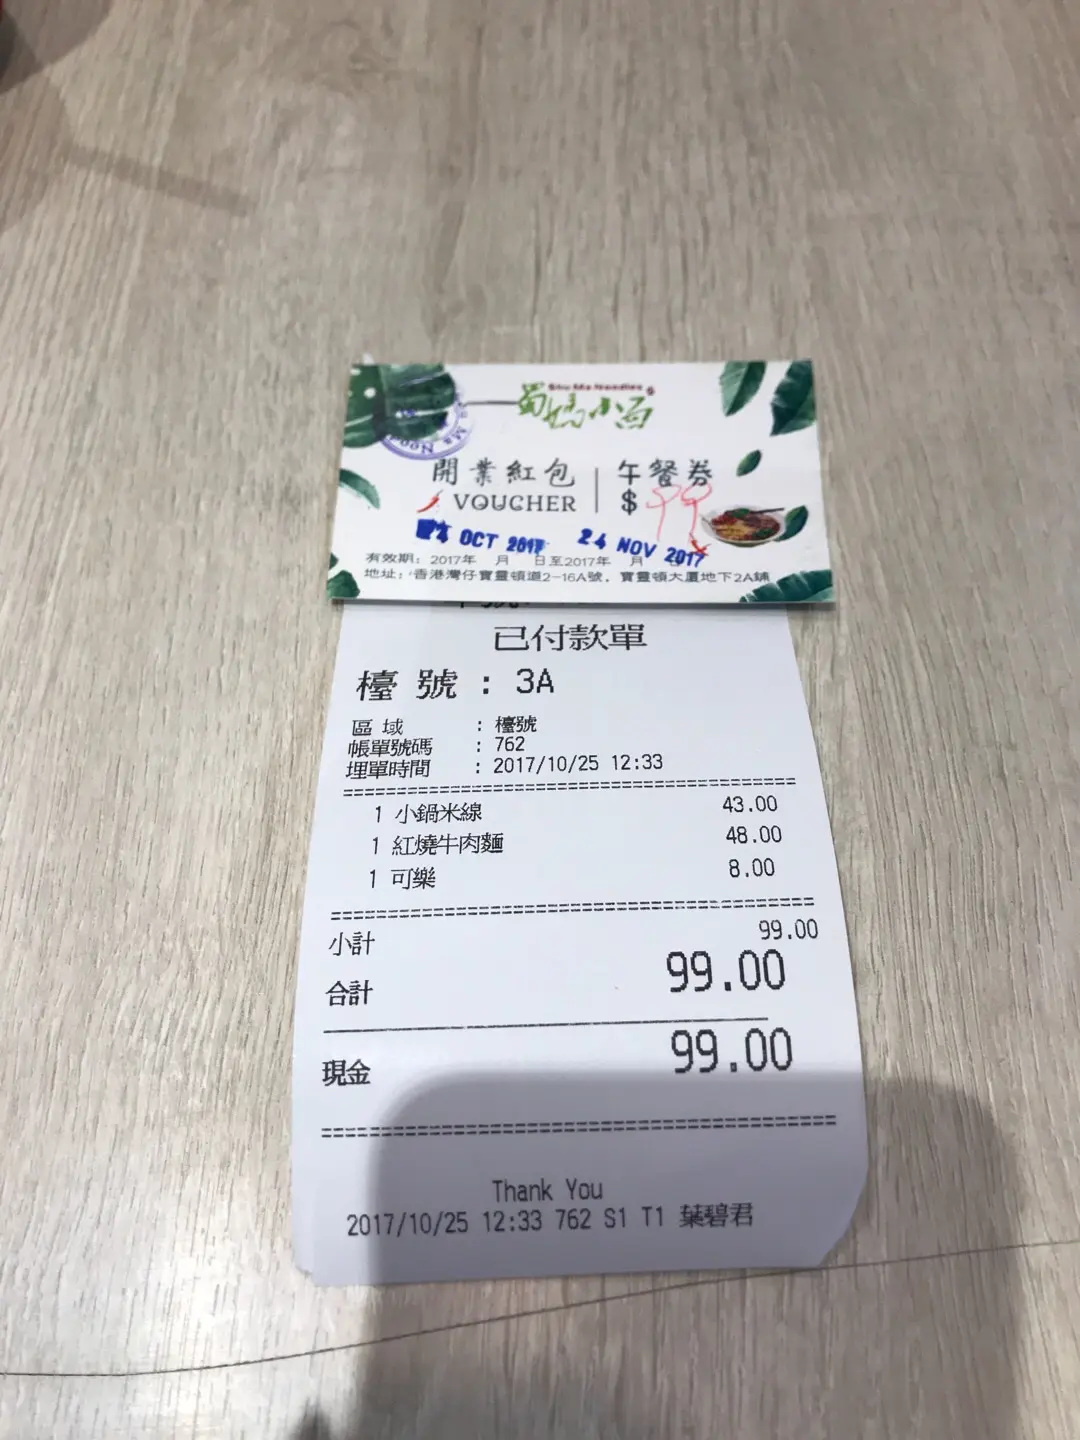 Shu Ma Noodles
蜀媽小面
開業紅包 午餐券
VOUCHER $ 99
24 OCT 2017 24 NOV 2017
有效期: 2017年 月 日至2017年 月
地址: 香港灣仔寶靈頓道2-16A號, 寶靈頓大廈地下2A鋪
已付款單
檯號 : 3A
區域 : 檯號
帳單號碼 : 762
埋單時間 : 2017/10/25 12:33
1 小鍋米線 43.00
1 紅燒牛肉麵 48.00
1 可樂 8.00
小計 99.00
合計 99.00
現金 99.00
Thank You
2017/10/25 12:33 762 S1 T1 葉碧君